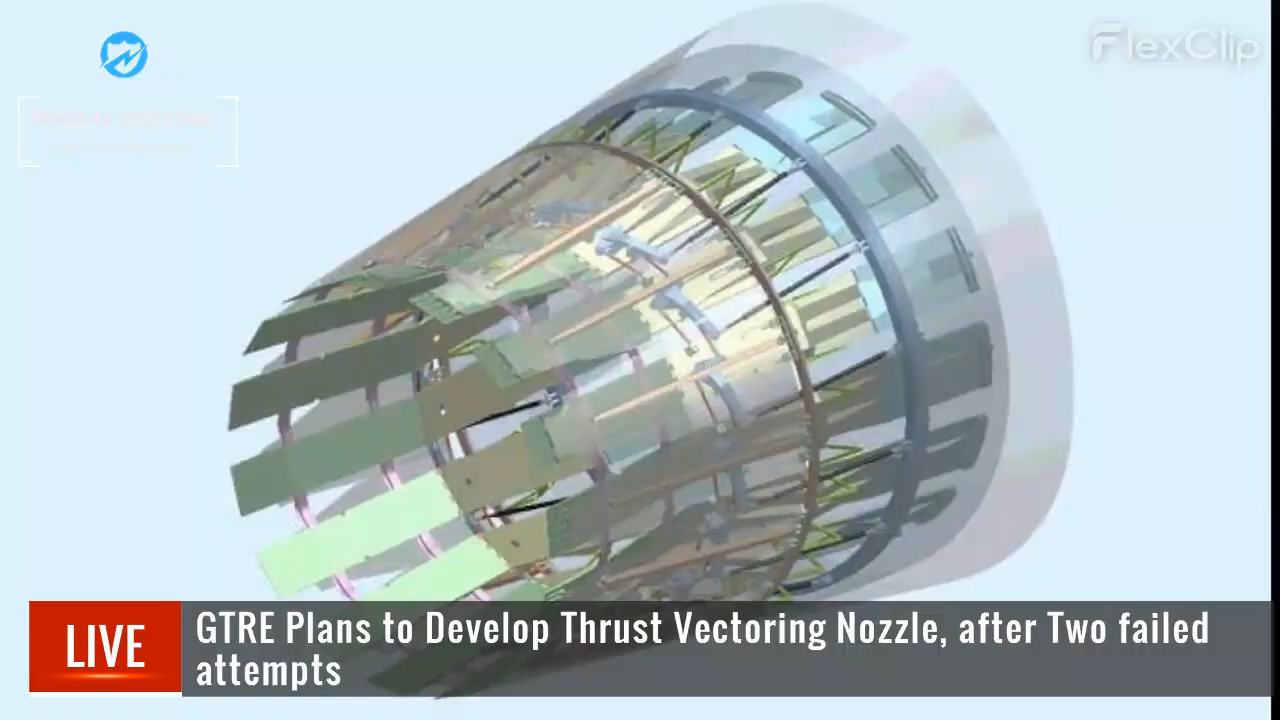 FlexClip
LIVE
GTRE Plans to Develop Thrust Vectoring Nozzle, after Two failed
attempts